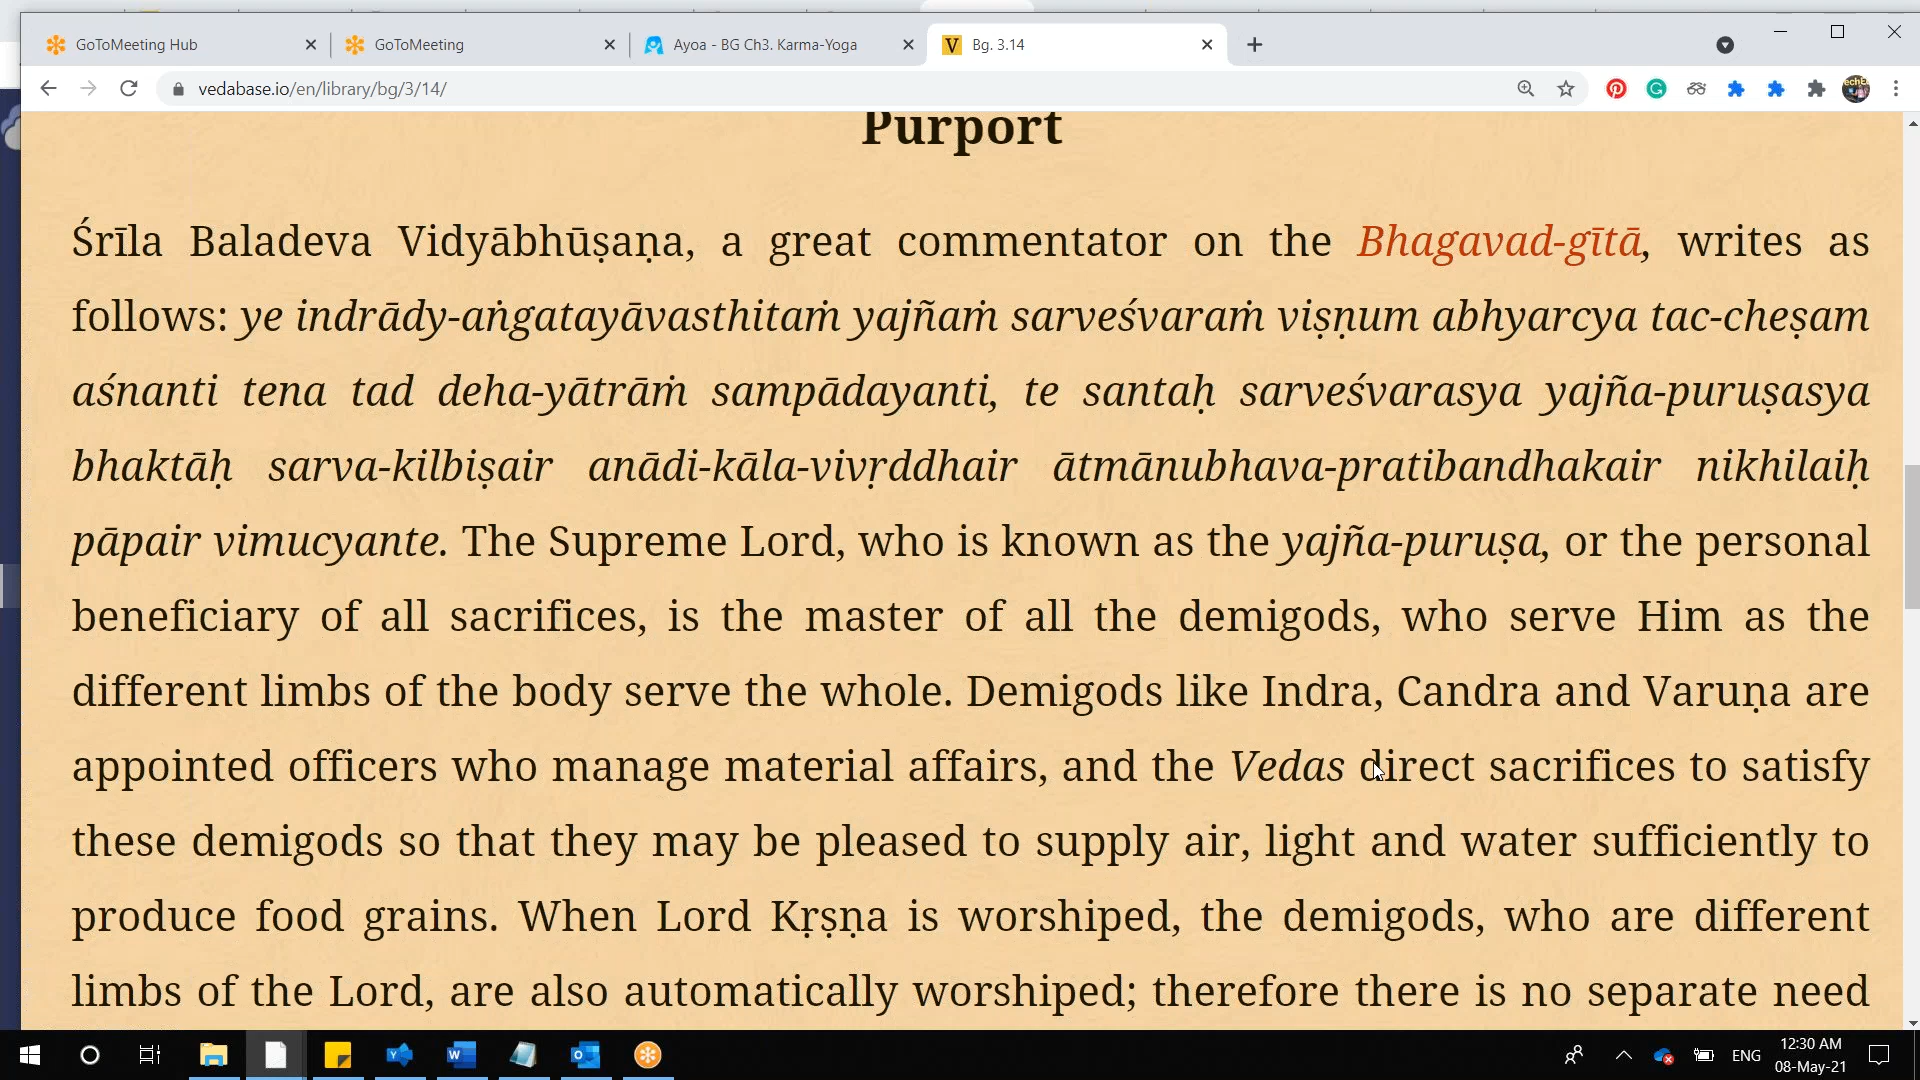 GoToMeeting Hub
GoToMeeting
Ayoa - BG Ch3. Karma-Yoga
Bg. 3.14
vedabase.io/en/library/bg/3/14/
Purport
Śrīla Baladeva Vidyābhūṣaṇa, a great commentator on the Bhagavad-gītā, writes as
follows: ye indrādy-aṅgatayāvasthitaṁ yajñaṁ sarveśvaraṁ viṣṇum abhyarcya tac-cheṣam
aśnanti tena tad deha-yātrāṁ sampādayanti, te santaḥ sarveśvarasya yajña-puruṣasya
bhaktāḥ sarva-kilbiṣair anādi-kāla-vivṛddhair ātmānubhava-pratibandhakair nikhilaiḥ
pāpair vimucyante. The Supreme Lord, who is known as the yajña-puruṣa, or the personal
beneficiary of all sacrifices, is the master of all the demigods, who serve Him as the
different limbs of the body serve the whole. Demigods like Indra, Candra and Varuṇa are
appointed officers who manage material affairs, and the Vedas direct sacrifices to satisfy
these demigods so that they may be pleased to supply air, light and water sufficiently to
produce food grains. When Lord Kṛṣṇa is worshiped, the demigods, who are different
limbs of the Lord, are also automatically worshiped; therefore there is no separate need
ENG
12:30 AM
08-May-21